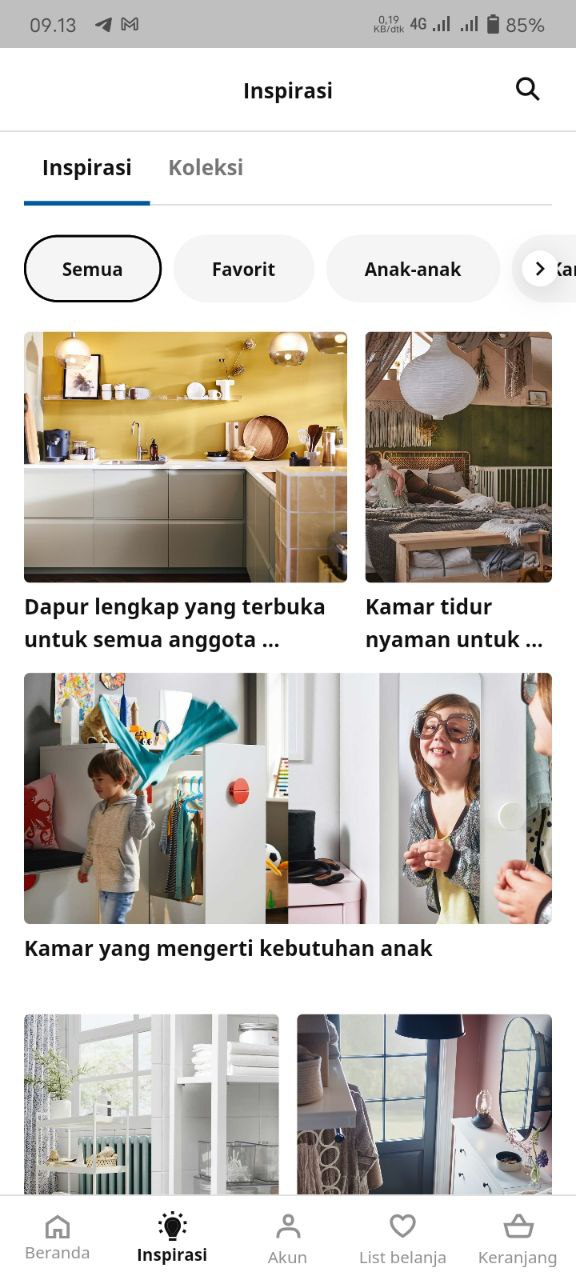 09.13
0,19
KB/dtk
4G
85%
Inspirasi
Inspirasi
Koleksi
Semua
Favorit
Anak-anak
Dapur lengkap yang terbuka
untuk semua anggota ...
Kamar tidur
nyaman untuk ...
Kamar yang mengerti kebutuhan anak
Beranda
Inspirasi
Akun
List belanja
Keranjang